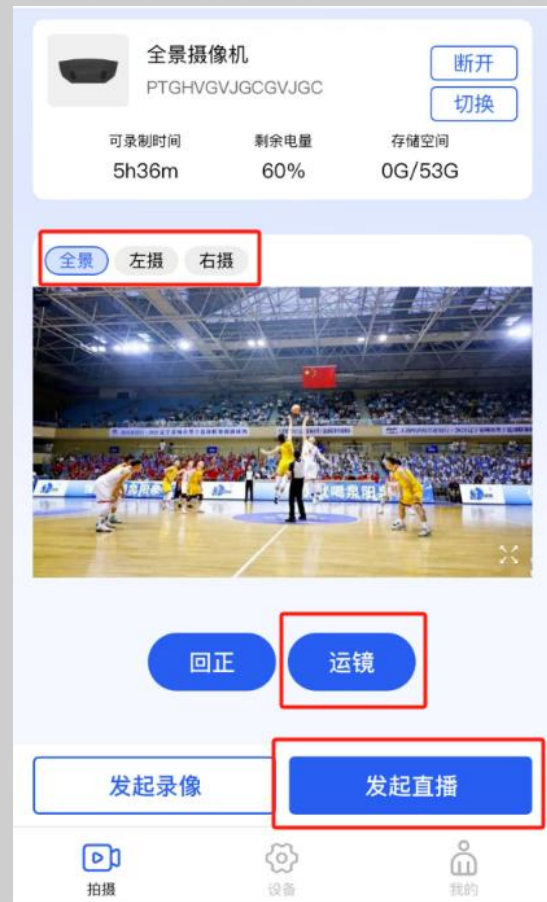 全景摄像机
断开
PTGHVGVJGCGVJGC
切换
可录制时间 剩余电量 存储空间
5h36m 60% 0G/53G
全景 左摄 右摄
回正 运镜
发起录像 发起直播
拍摄 设备 我的